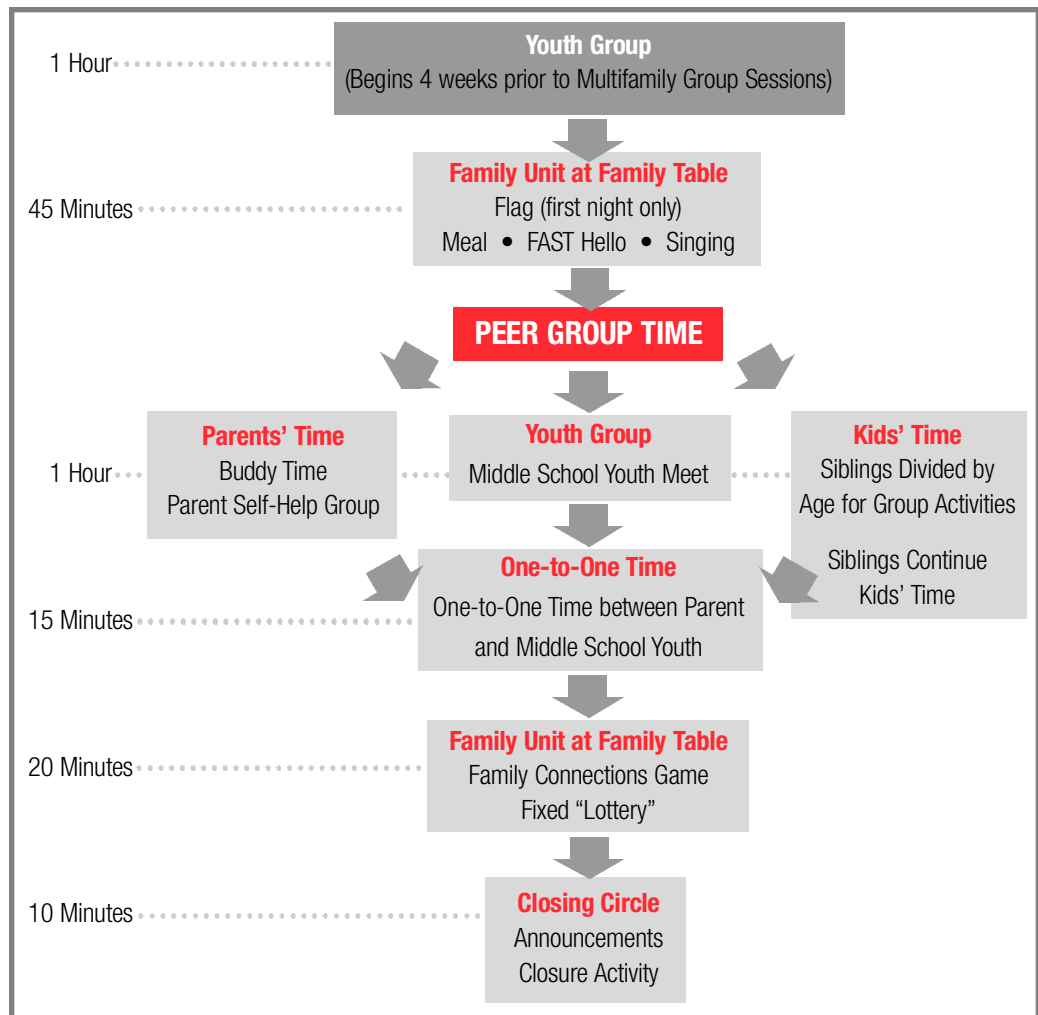 1 Hour
Youth Group
(Begins 4 weeks prior to Multifamily Group Sessions)
45 Minutes
Family Unit at Family Table
Flag (first night only)
Meal • FAST Hello • Singing
PEER GROUP TIME
1 Hour
Parents’ Time
Buddy Time
Parent Self-Help Group
Youth Group
Middle School Youth Meet
Kids’ Time
Siblings Divided by
Age for Group Activities
Siblings Continue
Kids’ Time
15 Minutes
One-to-One Time
One-to-One Time between Parent
and Middle School Youth
20 Minutes
Family Unit at Family Table
Family Connections Game
Fixed “Lottery”
10 Minutes
Closing Circle
Announcements
Closure Activity